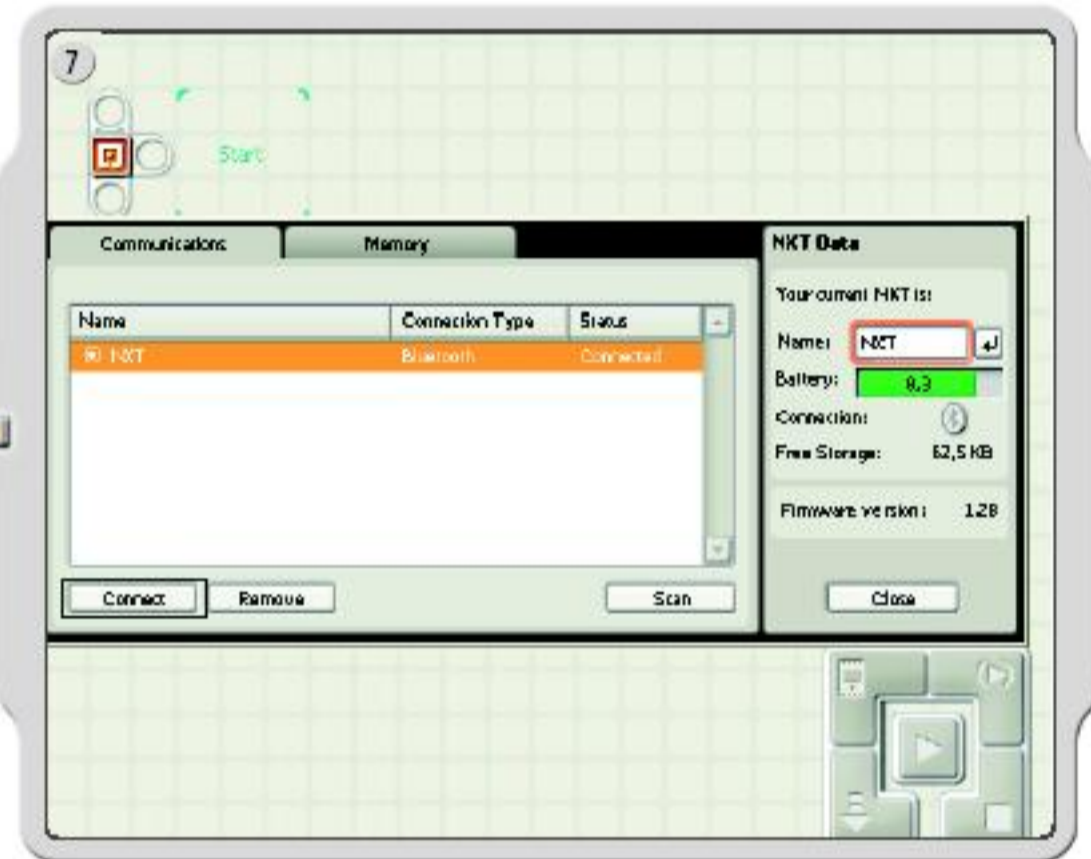 7
Start
Communications Memory
Name Connection Type Status
NXT Bluetooth Connected
Connect Remove Scan
NXT Data
Your current NXT is:
Name: NXT
Battery: 8,3
Connection:
Free Storage: 62,5 KB
Firmware version: 1.28
Close